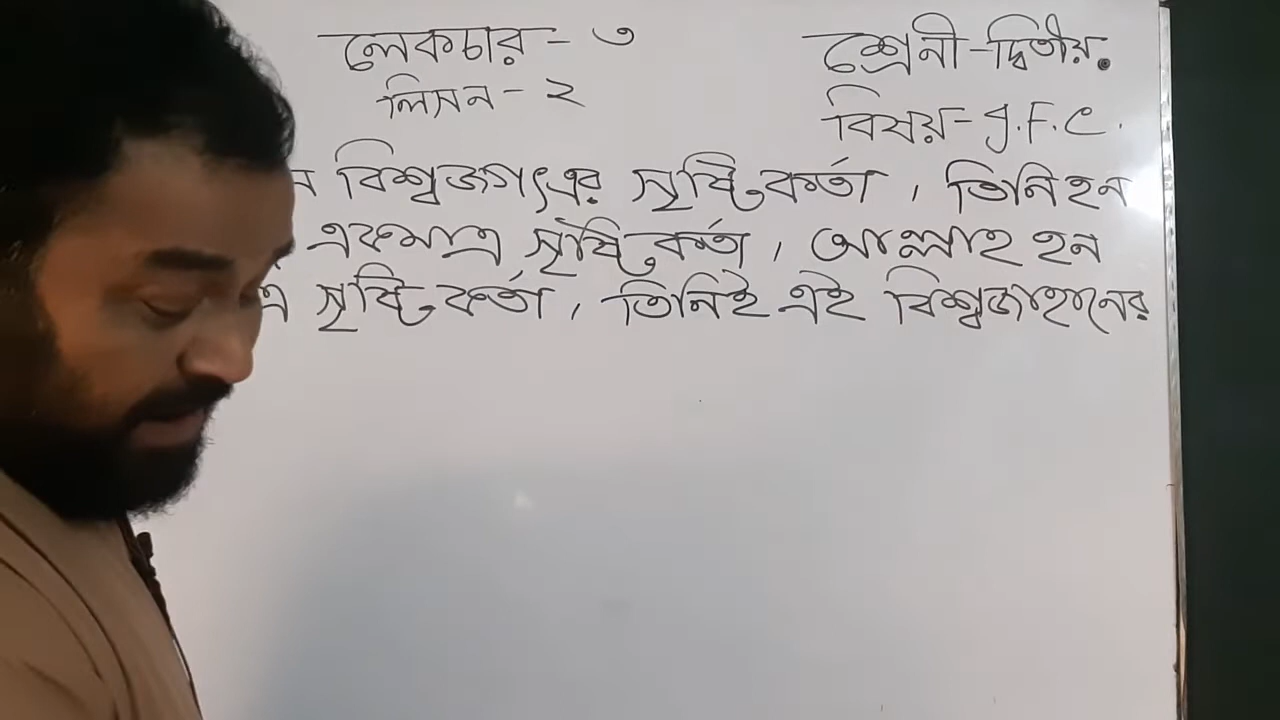 লেকচার - ৩ শ্রেনী - দ্বিতীয়.
লিসন - ২ বিষয় - g.F.C.
ন বিশ্বজগৎএর সৃষ্টিকর্তা, তিনি হন
একমাত্র সৃষ্টিকর্তা, আল্লাহ হন
এ সৃষ্টিকর্তা, তিনিই এই বিশ্বজাহানের